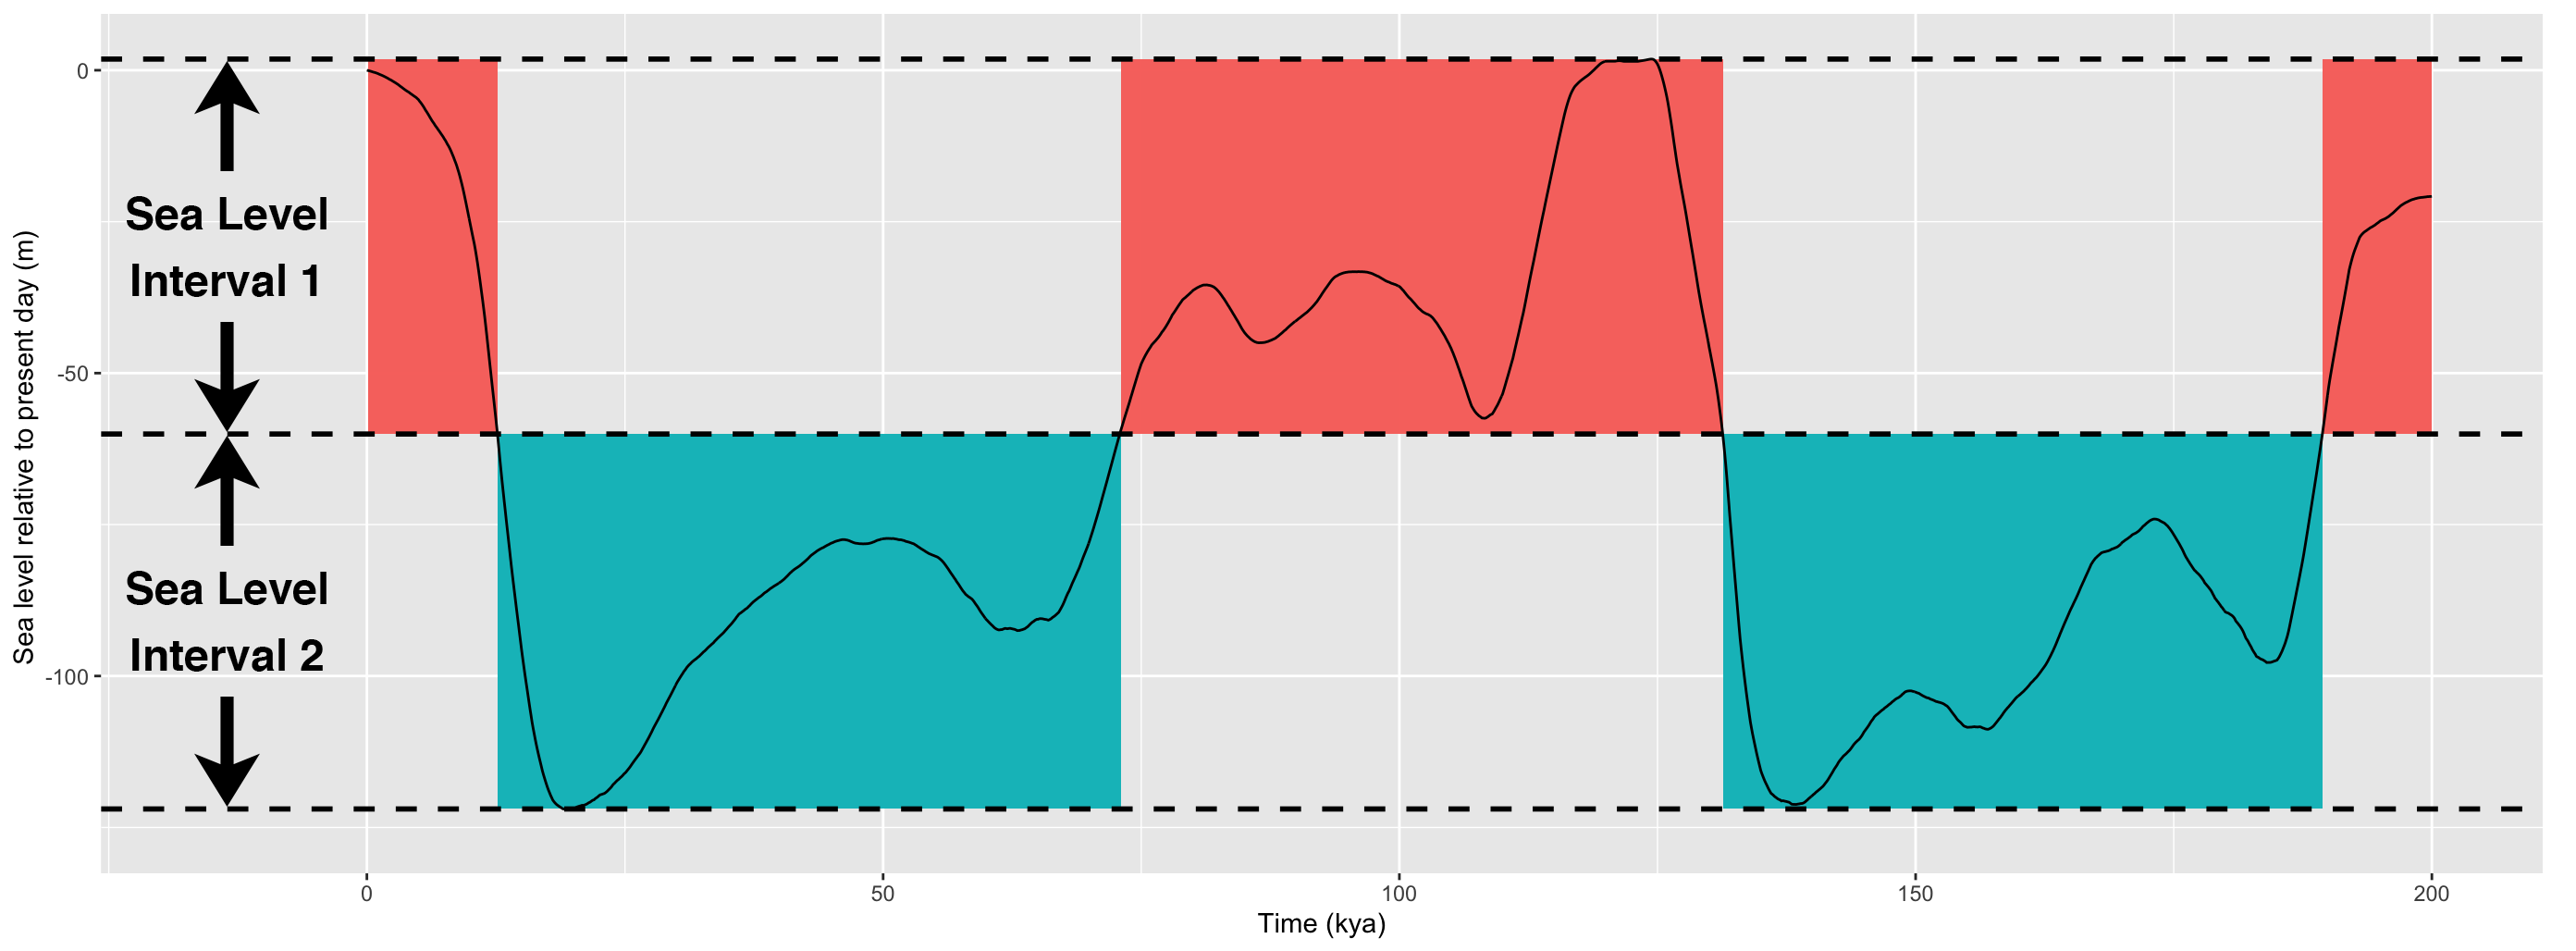 Sea level relative to present day (m)
0
-50
-100
Sea Level
Interval 1
Sea Level
Interval 2
0
50
100
150
200
Time (kya)